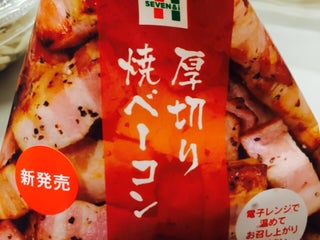 SEVEN&i
厚切り
焼ベーコン
新発売
電子レンジで
温めて
お召し上がり